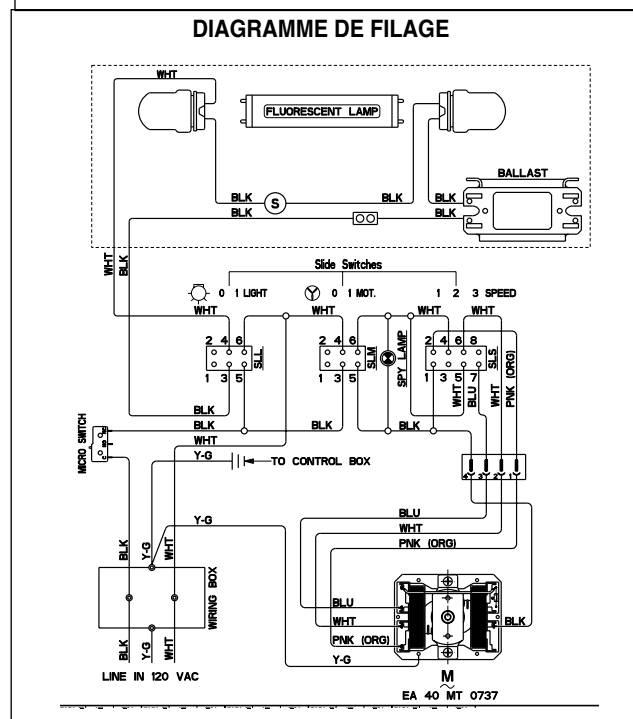 DIAGRAMME DE FILAGE
WHT
FLUORESCENT LAMP
BALLAST
BLK S BLK BLK
BLK BLK
WHT BLK
Slide Switches
0 1 LIGHT 0 1 MOT. 1 2 3 SPEED
WHT WHT WHT WHT
2 4 6 2 4 6 2 4 6 8
SLL SLM SPY LAMP SLS
1 3 5 1 3 5 1 3 5 7
WHT BLU WHT PNK (ORG)
BLK
BLK BLK BLK
MICRO SWITCH
WHT
Y-G TO CONTROL BOX
4 3 2 1
Y-G
BLU
WHT
PNK (ORG)
BLK Y-G WHT
WIRING BOX
BLU
WHT BLK
PNK (ORG)
Y-G
BLK Y-G WHT
LINE IN 120 VAC
M
EA 40 MT 0737